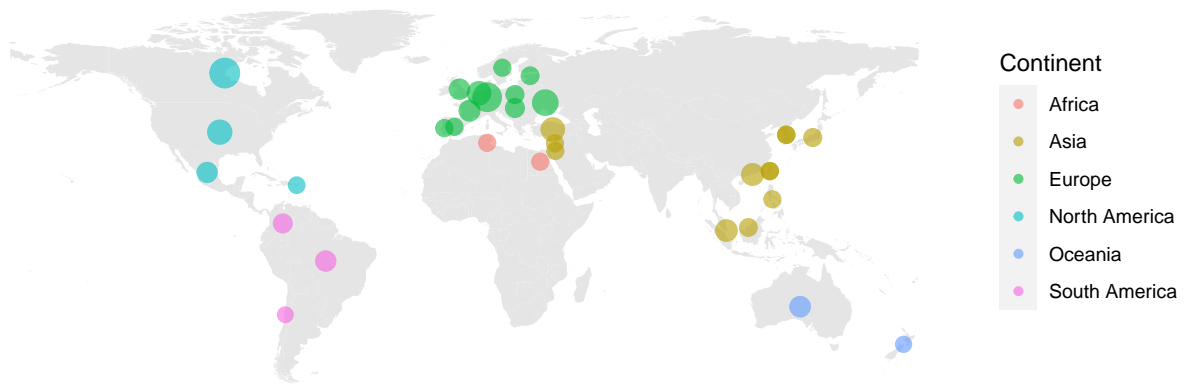 Continent
Africa
Asia
Europe
North America
Oceania
South America